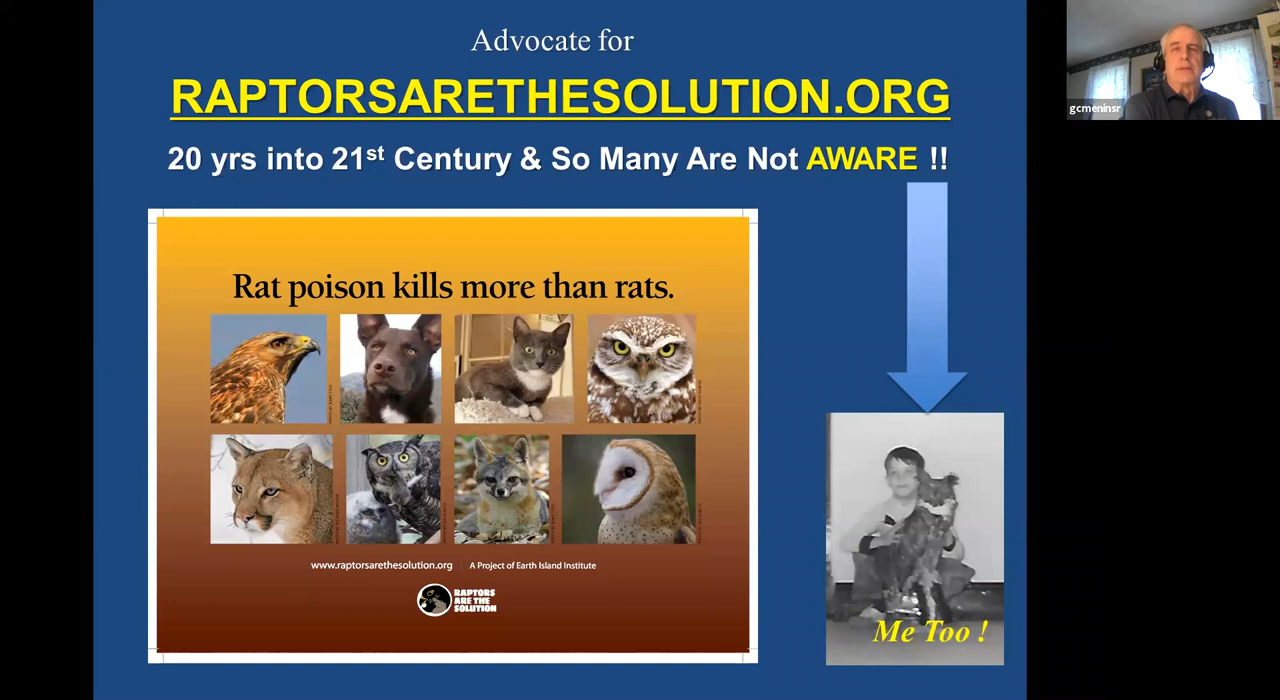 Advocate for
RAPTORSARETHESOLUTION.ORG
20 yrs into 21st Century & So Many Are Not AWARE !!
gcmeninsr
Rat poison kills more than rats.
www.raptorsarethesolution.org | A Project of Earth Island Institute
RAPTORS
ARE THE
SOLUTION
Me Too !